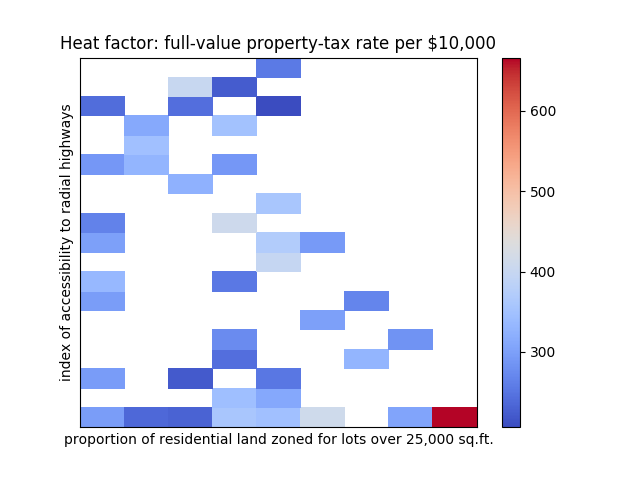 Heat factor: full-value property-tax rate per $10,000
index of accessibility to radial highways
600
500
400
300
proportion of residential land zoned for lots over 25,000 sq.ft.